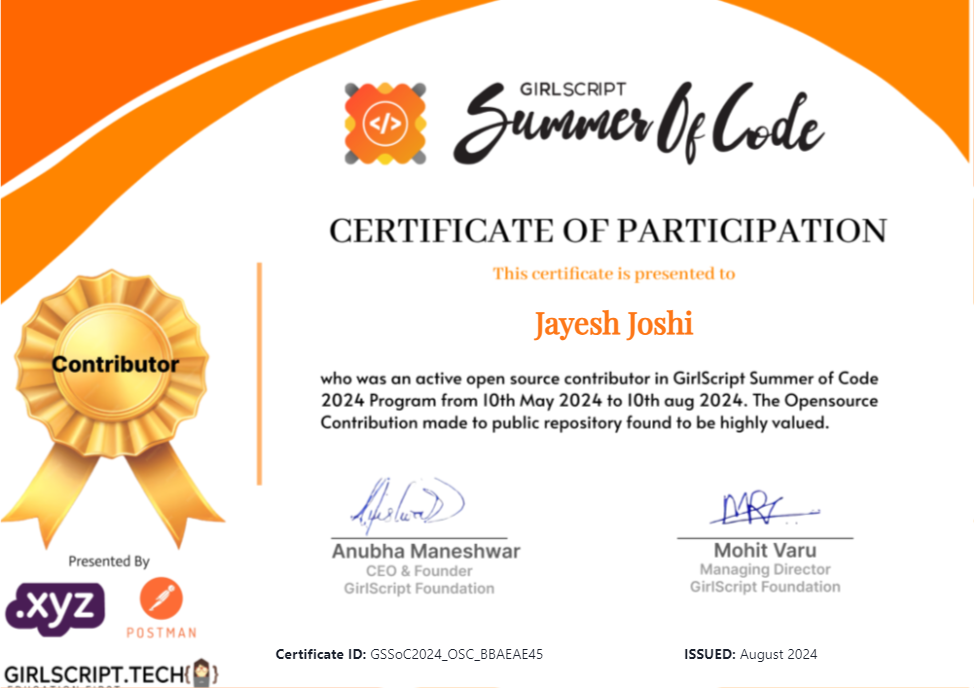 GIRLSCRIPT
Summer Of Code
CERTIFICATE OF PARTICIPATION
This certificate is presented to
Jayesh Joshi
who was an active open source contributor in GirlScript Summer of Code
2024 Program from 10th May 2024 to 10th aug 2024. The Opensource
Contribution made to public repository found to be highly valued.
Contributor
Anubha Maneshwar
CEO & Founder
GirlScript Foundation
Mohit Varu
Managing Director
GirlScript Foundation
Presented By
.xyz
POSTMAN
GIRLSCRIPT.TECH{}
Certificate ID: GSSoC2024_OSC_BBAEAE45
ISSUED: August 2024